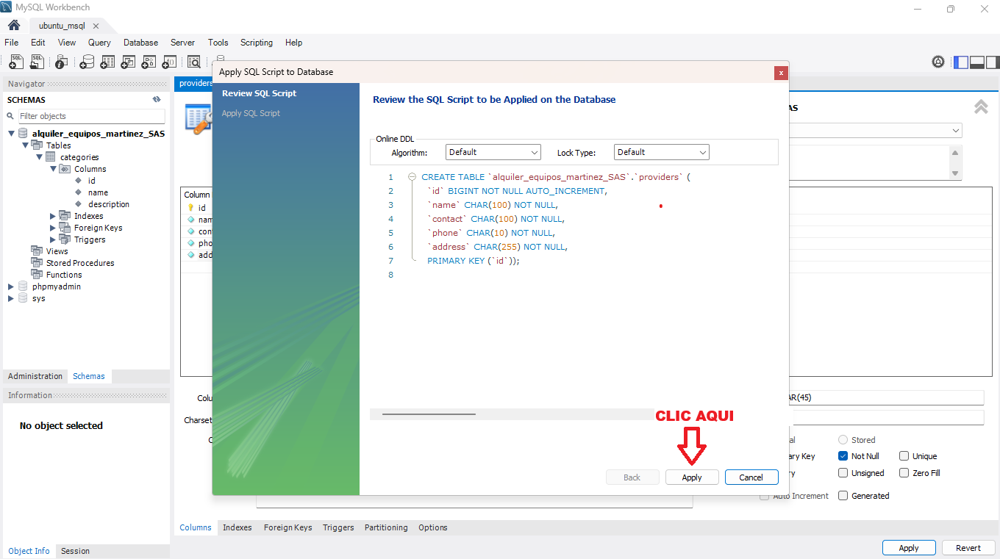 MySQL Workbench
ubuntu_msql
File Edit View Query Database Server Tools Scripting Help
Navigator
SCHEMAS
Filter objects
alquiler_equipos_martinez_SAS
Tables
categories
Columns
id
name
description
Indexes
Foreign Keys
Triggers
Views
Stored Procedures
Functions
phpmyadmin
sys
Administration Schemas
Information
No object selected
Object Info Session
providers
AS
Column
id
nam
cont
pho
add
Colu
Charset
C
Apply SQL Script to Database
x
Review SQL Script
Apply SQL Script
Review the SQL Script to be Applied on the Database
Online DDL
Algorithm: Default Lock Type: Default
1 CREATE TABLE `alquiler_equipos_martinez_SAS`.`providers` (
2 `id` BIGINT NOT NULL AUTO_INCREMENT,
3 `name` CHAR(100) NOT NULL,
4 `contact` CHAR(100) NOT NULL,
5 `phone` CHAR(10) NOT NULL,
6 `address` CHAR(255) NOT NULL,
7 PRIMARY KEY (`id`));
8
CLIC AQUI
Back Apply Cancel
AR(45)
al Stored
ary Key Not Null Unique
ry Unsigned Zero Fill
Auto Increment Generated
Columns Indexes Foreign Keys Triggers Partitioning Options
Apply Revert